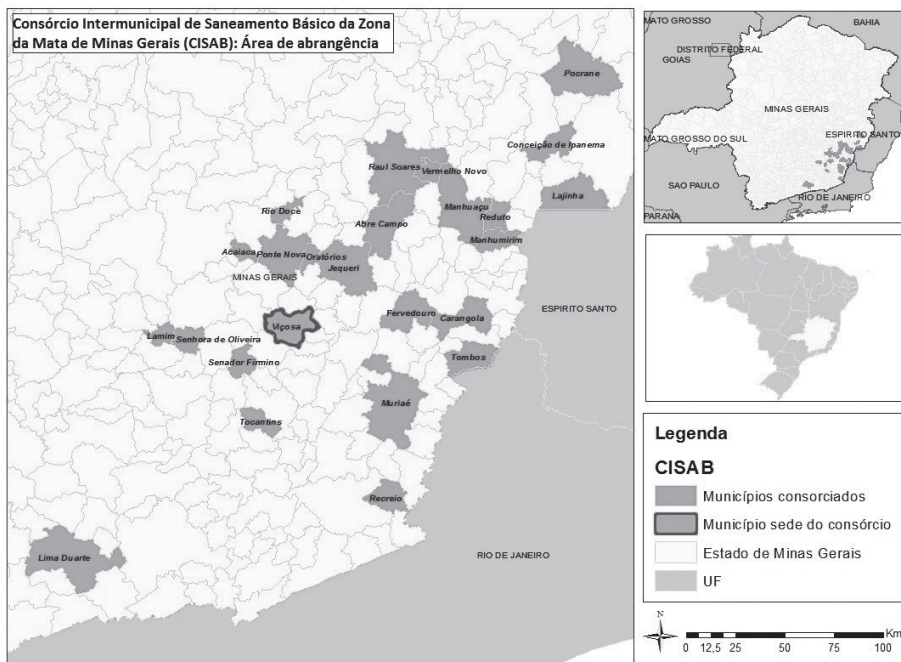 Consórcio Intermunicipal de Saneamento Básico da Zona
da Mata de Minas Gerais (CISAB): Área de abrangência
Pocrane
Conceição de Ipanema
Raul Soares
Vermelho Novo
Lajinha
Rio Doce
Manhuaçu
Reduto
Abre Campo
Manhumirim
Acaiaca
Ponte Nova
Oratórios
Jequeri
MINAS GERAIS
ESPIRITO SANTO
Viçosa
Fervedouro
Carangola
Lamim
Senhora de Oliveira
Senador Firmino
Tombos
Muriaé
Tocantins
Recreio
RIO DE JANEIRO
Lima Duarte
MATO GROSSO
BAHIA
DISTRITO FEDERAL
GOIAS
MINAS GERAIS
ESPIRITO SANTO
MATO GROSSO DO SUL
SAO PAULO
RIO DE JANEIRO
PARANA
Legenda
CISAB
Municípios consorciados
Município sede do consórcio
Estado de Minas Gerais
UF
N
Km
0 12,5 25 50 75 100